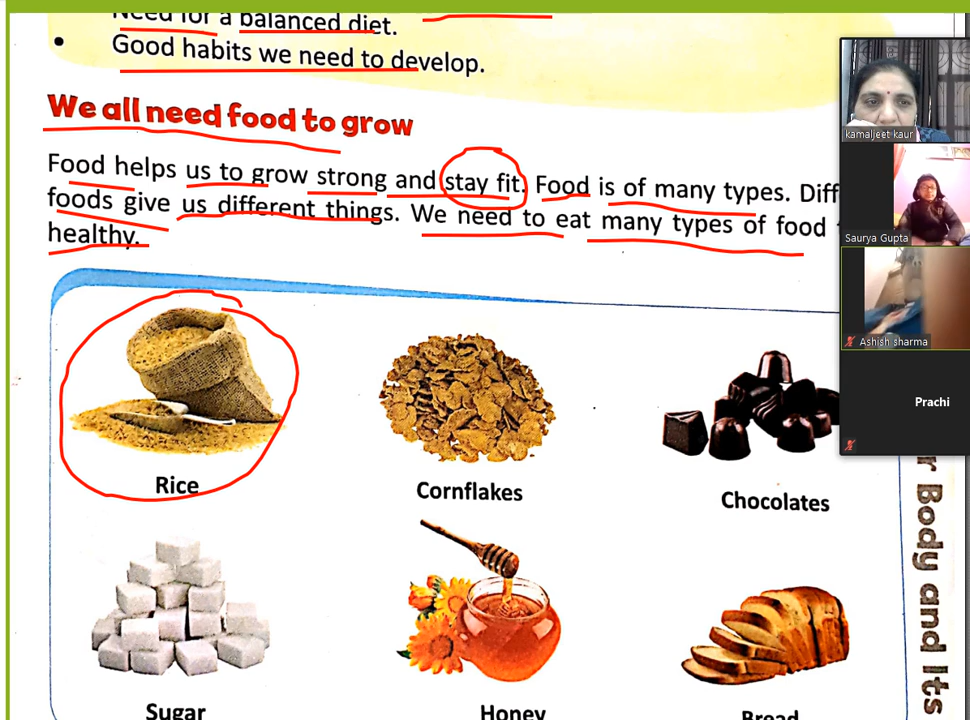 Need for a balanced diet.
• Good habits we need to develop.
We all need food to grow
Food helps us to grow strong and stay fit. Food is of many types. Diff
foods give us different things. We need to eat many types of food
healthy.
Rice
Cornflakes
Chocolates
Sugar
Honey
Bread
Body and Its
kamaljeet kaur
Saurya Gupta
Ashish sharma
Prachi